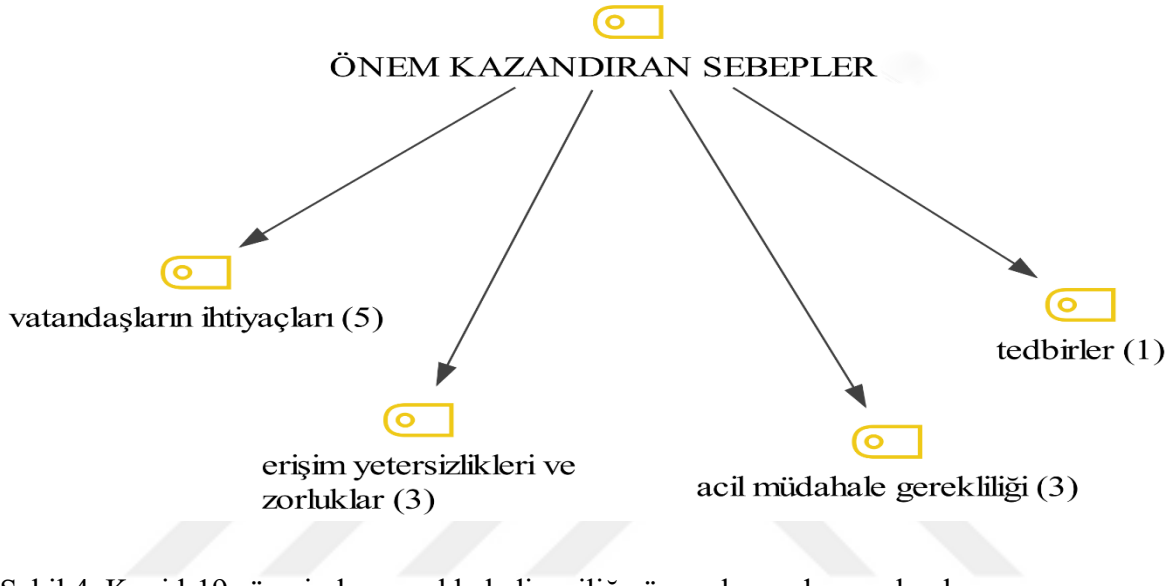 ÖNEM KAZANDIRAN SEBEPLER
vatandaşların ihtiyaçları (5)
tedbirler (1)
erişim yetersizlikleri ve
zorluklar (3)
acil müdahale gerekliliği (3)